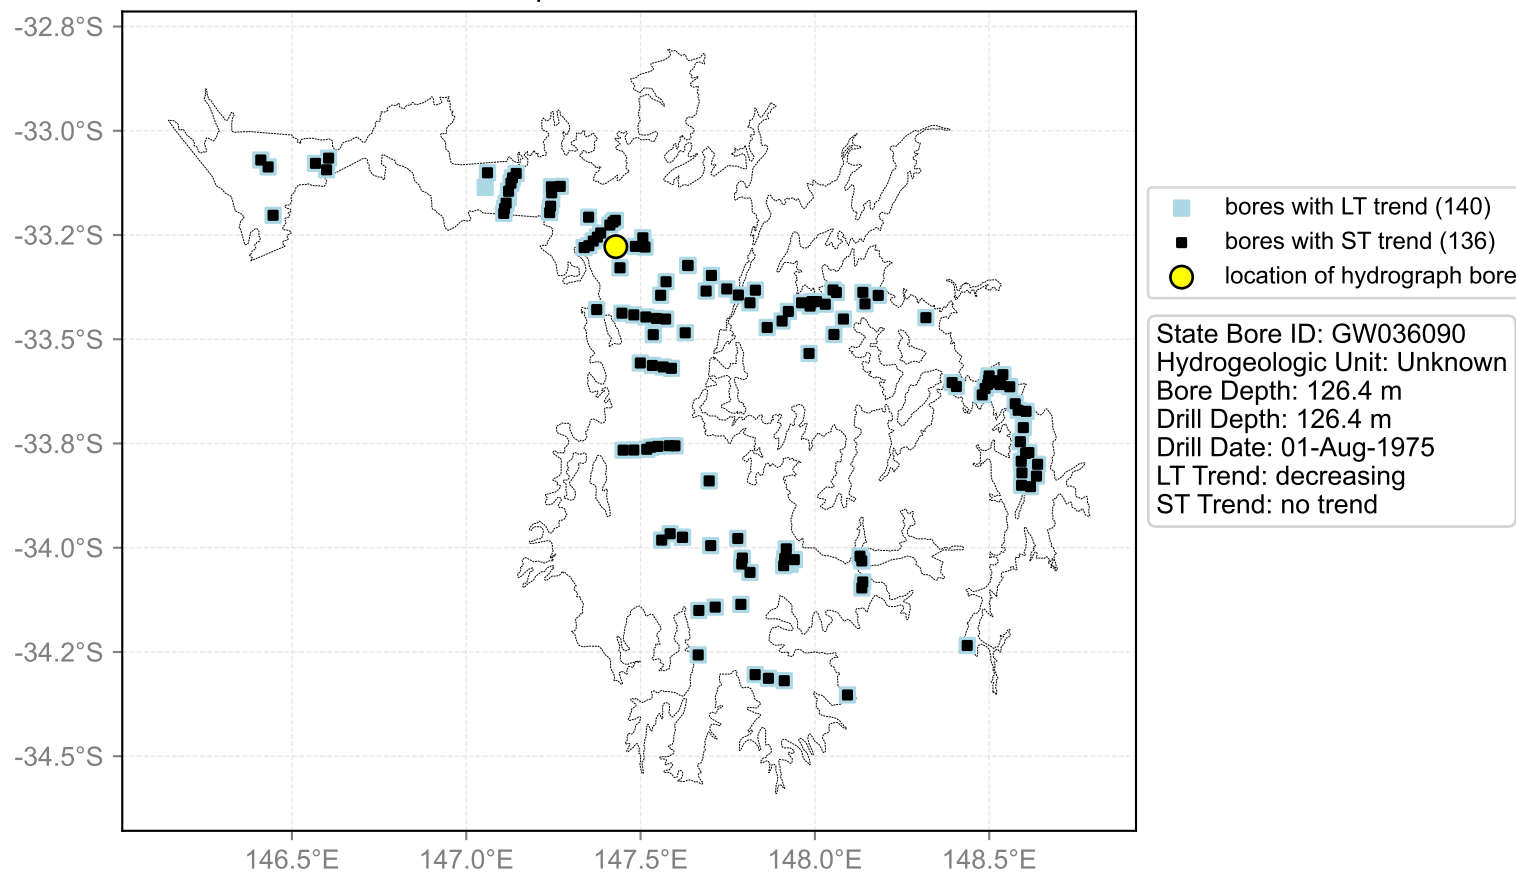 -32.8°S
-33.0°S
-33.2°S
-33.5°S
-33.8°S
-34.0°S
-34.2°S
-34.5°S
146.5°E
147.0°E
147.5°E
148.0°E
148.5°E
bores with LT trend (140)
bores with ST trend (136)
location of hydrograph bore
State Bore ID: GW036090
Hydrogeologic Unit: Unknown
Bore Depth: 126.4 m
Drill Depth: 126.4 m
Drill Date: 01-Aug-1975
LT Trend: decreasing
ST Trend: no trend